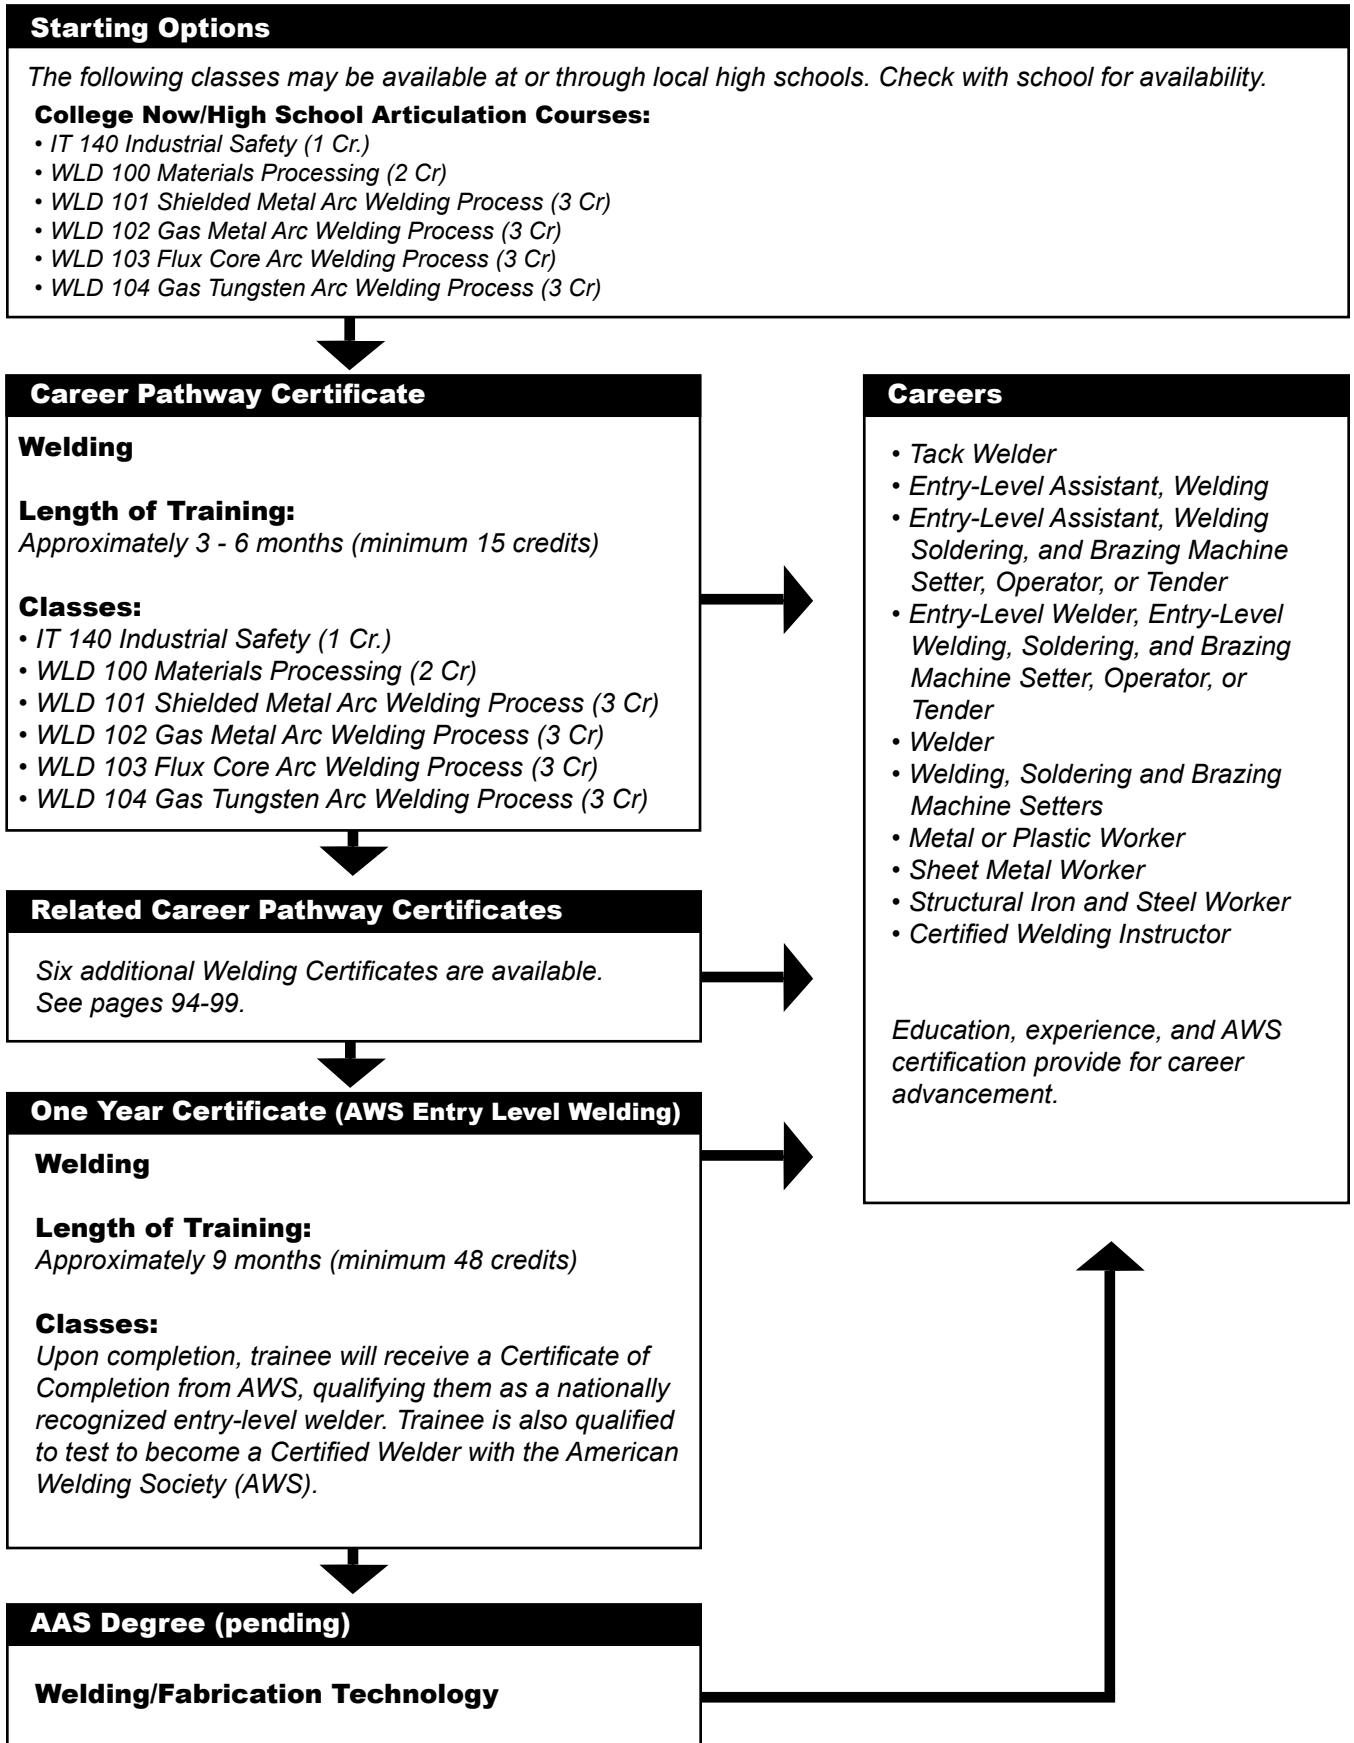 Starting Options
The following classes may be available at or through local high schools. Check with school for availability.
College Now/High School Articulation Courses:
• IT 140 Industrial Safety (1 Cr.)
• WLD 100 Materials Processing (2 Cr)
• WLD 101 Shielded Metal Arc Welding Process (3 Cr)
• WLD 102 Gas Metal Arc Welding Process (3 Cr)
• WLD 103 Flux Core Arc Welding Process (3 Cr)
• WLD 104 Gas Tungsten Arc Welding Process (3 Cr)
Career Pathway Certificate
Welding
Length of Training:
Approximately 3 - 6 months (minimum 15 credits)
Classes:
• IT 140 Industrial Safety (1 Cr.)
• WLD 100 Materials Processing (2 Cr)
• WLD 101 Shielded Metal Arc Welding Process (3 Cr)
• WLD 102 Gas Metal Arc Welding Process (3 Cr)
• WLD 103 Flux Core Arc Welding Process (3 Cr)
• WLD 104 Gas Tungsten Arc Welding Process (3 Cr)
Related Career Pathway Certificates
Six additional Welding Certificates are available.
See pages 94-99.
One Year Certificate (AWS Entry Level Welding)
Welding
Length of Training:
Approximately 9 months (minimum 48 credits)
Classes:
Upon completion, trainee will receive a Certificate of
Completion from AWS, qualifying them as a nationally
recognized entry-level welder. Trainee is also qualified
to test to become a Certified Welder with the American
Welding Society (AWS).
AAS Degree (pending)
Welding/Fabrication Technology
Careers
• Tack Welder
• Entry-Level Assistant, Welding
• Entry-Level Assistant, Welding
Soldering, and Brazing Machine
Setter, Operator, or Tender
• Entry-Level Welder, Entry-Level
Welding, Soldering, and Brazing
Machine Setter, Operator, or
Tender
• Welder
• Welding, Soldering and Brazing
Machine Setters
• Metal or Plastic Worker
• Sheet Metal Worker
• Structural Iron and Steel Worker
• Certified Welding Instructor
Education, experience, and AWS
certification provide for career
advancement.